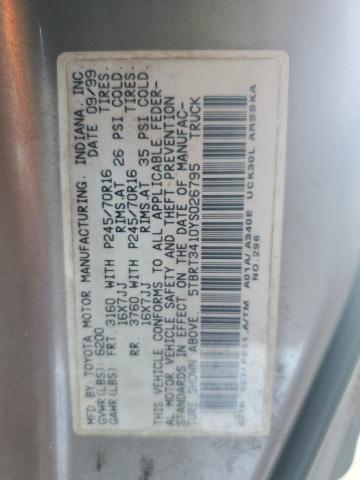 MFD BY TOYOTA MOTOR MANUFACTURING. INDIANA, INC.
GVWR(LBS): 6200 DATE 09/99
GAWR(LBS): FRT. 3160 WITH P245/70R16 TIRES.
16X7JJ RIMS.AT 26 PSI COLD.
RR 3760 WITH P245/70R16 TIRES.
16X7JJ RIMS.AT 35 PSI COLD.
THIS VEHICLE CONFORMS TO ALL APPLICABLE FEDER-
AL MOTOR VEHICLE SAFETY AND THEFT PREVENTION
STANDARDS IN EFFECT ON THE DATE OF MANUFAC-
TURE SHOWN ABOVE. 5TBRT3410YS026795 TRUCK
A/TM A01A/A340E UCK30L ARSSKA
NO.296